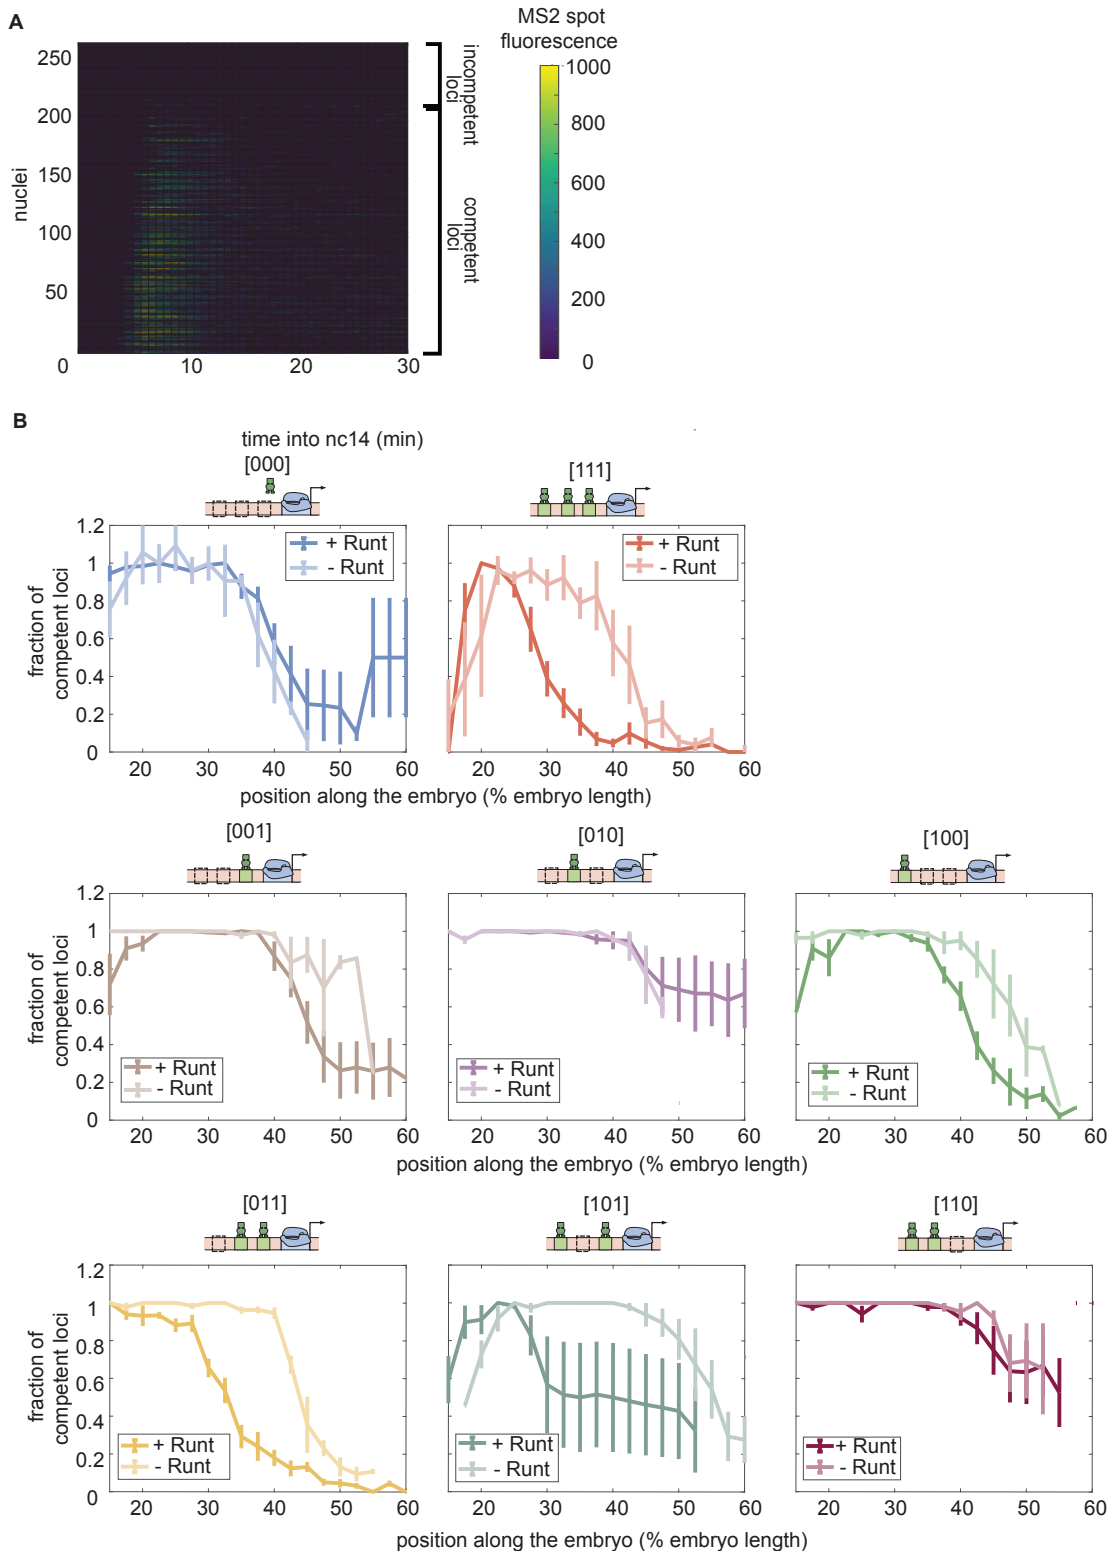 A
MS2 spot
fluorescence
250
200
150
100
50
0
nuclei
10
20
30
incompetent
loci
competent
loci
1000
800
600
400
200
0
B
time into nc14 (min)
[000]
[111]
1.2
1
0.8
0.6
0.4
0.2
0
fraction of
competent loci
+ Runt
- Runt
+ Runt
- Runt
20
30
40
50
60
20
30
40
50
60
position along the embryo (% embryo length)
[001]
[010]
[100]
1.2
1
0.8
0.6
0.4
0.2
0
fraction of
competent loci
+ Runt
- Runt
+ Runt
- Runt
+ Runt
- Runt
20
30
40
50
60
20
30
40
50
60
20
30
40
50
60
position along the embryo (% embryo length)
[011]
[101]
[110]
1.2
1
0.8
0.6
0.4
0.2
0
fraction of
competent loci
+ Runt
- Runt
+ Runt
- Runt
+ Runt
- Runt
20
30
40
50
60
20
30
40
50
60
20
30
40
50
60
position along the embryo (% embryo length)